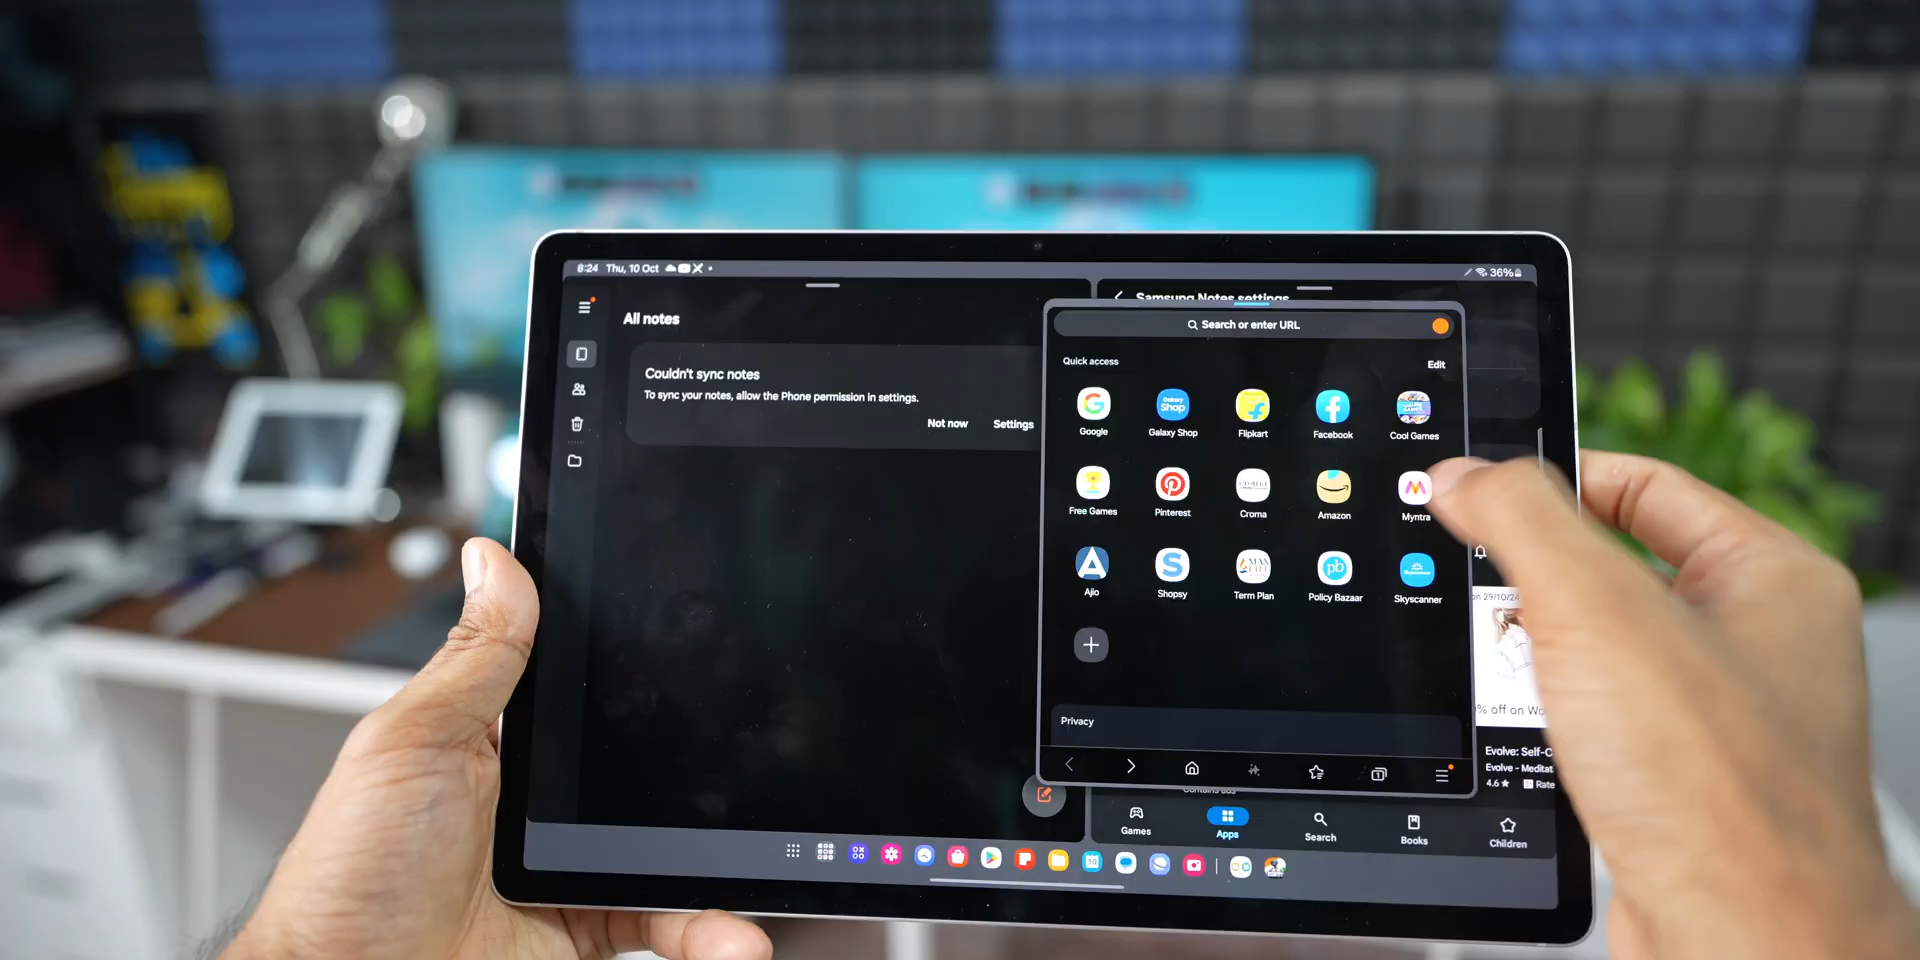 8:24 Thu, 10 Oct
36%
All notes
Couldn't sync notes
To sync your notes, allow the Phone permission in settings.
Not now Settings
Samsung Notes settings
Search or enter URL
Quick access Edit
Google Galaxy Shop Flipkart Facebook Cool Games
Free Games Pinterest Croma Amazon Myntra
Ajio Shopsy Term Plan Policy Bazaar Skyscanner
Privacy
on 29/10/24
% off on Wo
Evolve: Self-C
Evolve - Meditat
4.6★ Rate
Contains ads
Games Apps Search Books Children